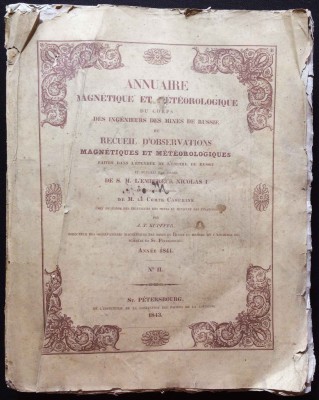 ANNUAIRE
MAGNÉTIQUE ET MÉTÉOROLOGIQUE
DU CORPS
DES INGÉNIEURS DES MINES DE RUSSIE
OU
RECUEIL D'OBSERVATIONS
MAGNÉTIQUES ET MÉTÉOROLOGIQUES
FAITES DANS L'ÉTENDUE DE L'EMPIRE DE RUSSIE
DE S. M. L'EMPEREUR NICOLAS I
DE M. LE COMTE CANCRINE
PAR
A. T. KUPFFER
Année 1841.
N° II.
St. PÉTERSBOURG,
1843.